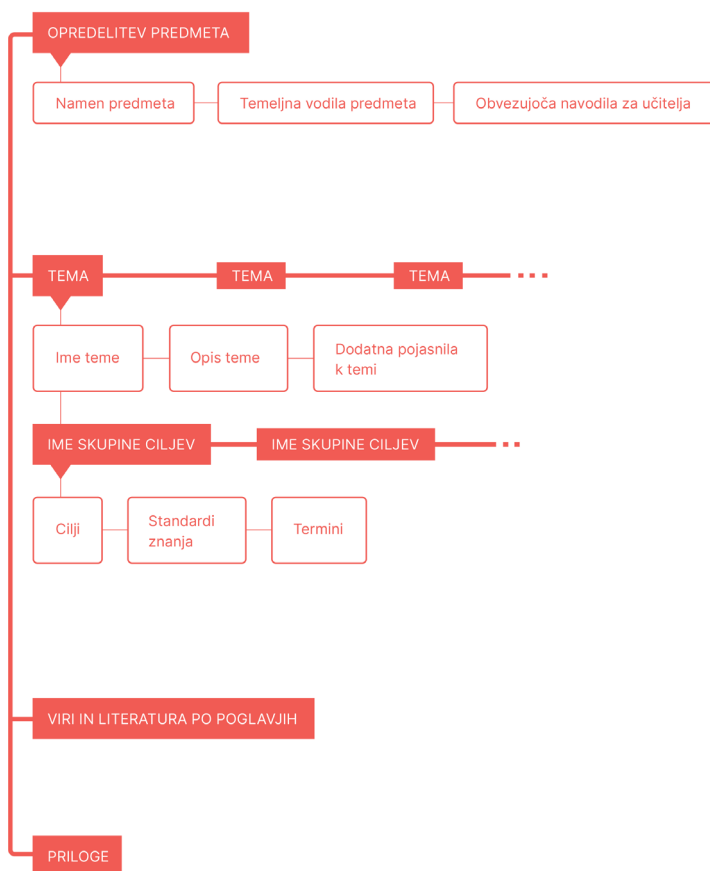 OPREDELITEV PREDMETA
Namen predmeta
Temeljna vodila predmeta
Obvezujoča navodila za učitelja
TEMA
TEMA
TEMA
Ime teme
Opis teme
Dodatna pojasnila
k temi
IME SKUPINE CILJEV
IME SKUPINE CILJEV
Cilji
Standardi
znanja
Termini
VIRI IN LITERATURA PO POGLAVJIH
PRILOGE